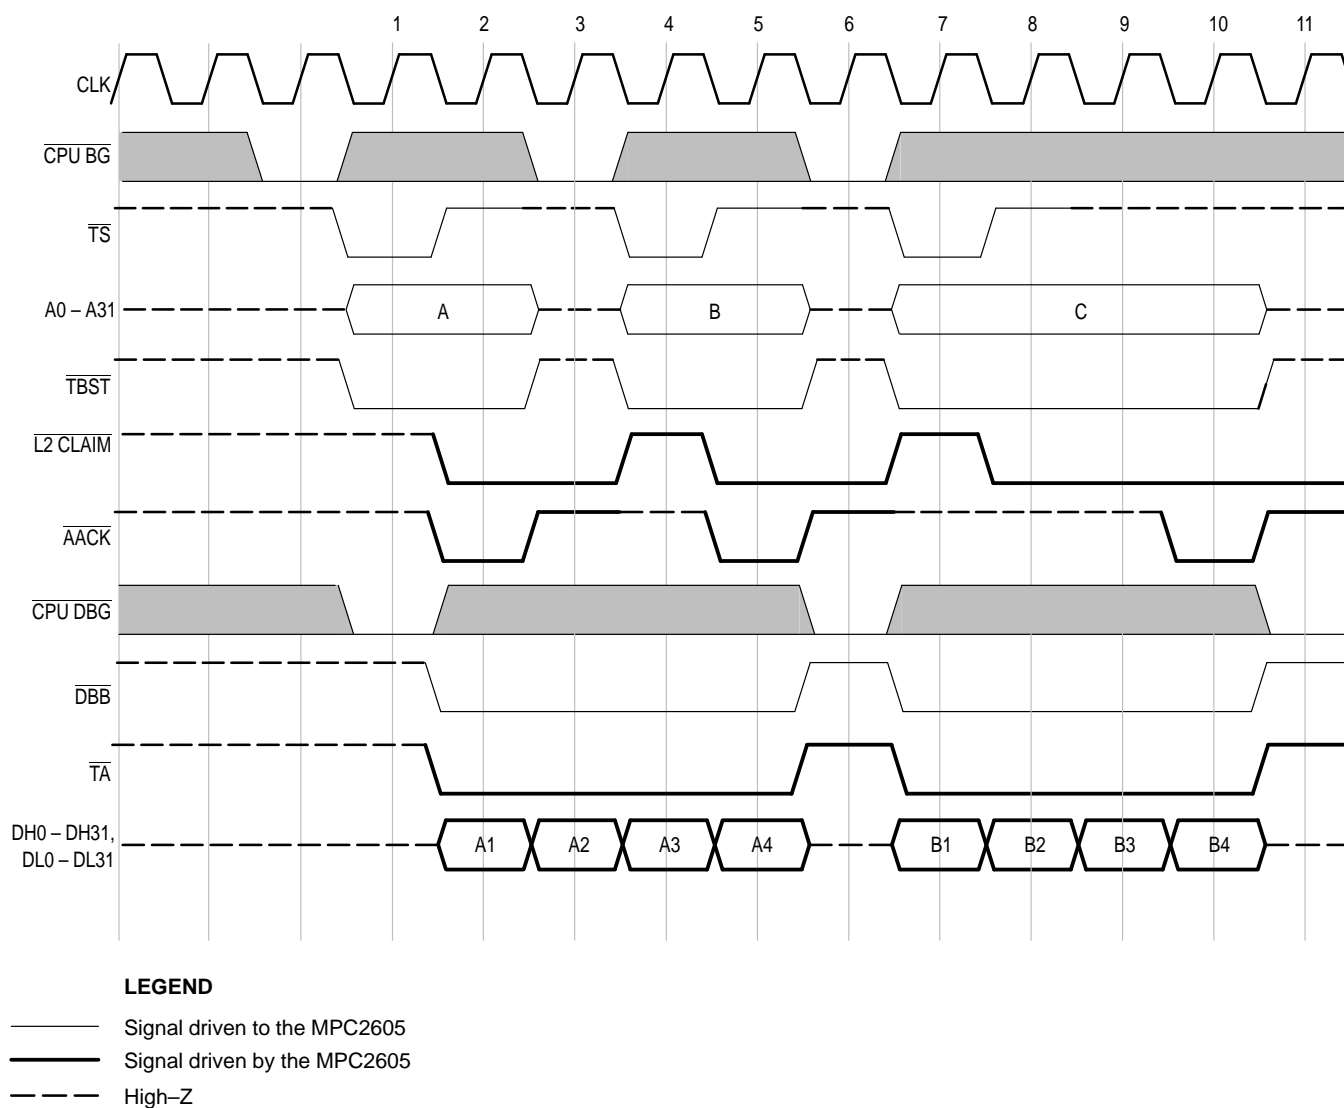 1 2 3 4 5 6 7 8 9 10 11
CLK
CPU BG
TS
A0 – A31 A B C
TBST
L2 CLAIM
AACK
CPU DBG
DBB
TA
DH0 – DH31,
DL0 – DL31
A1 A2 A3 A4 B1 B2 B3 B4
LEGEND
Signal driven to the MPC2605
Signal driven by the MPC2605
High–Z